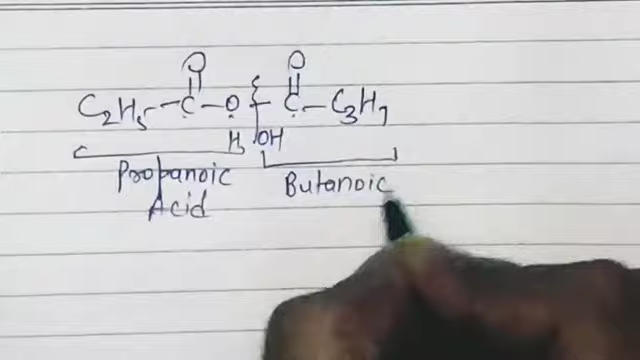 O O
C₂H₅ — C — O — C — C₃H₇
H OH
Propanoic Butanoic
Acid